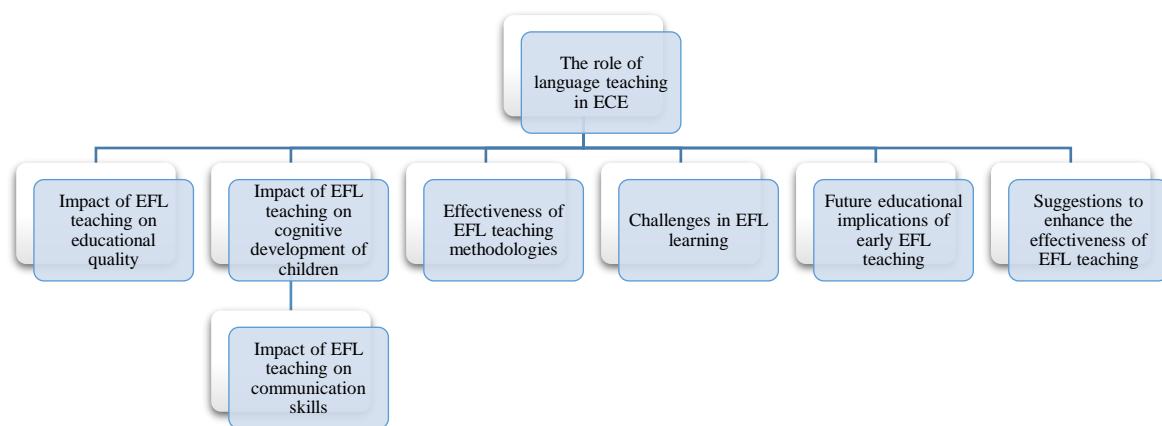 The role of
language teaching
in ECE
Impact of EFL
teaching on
educational
quality
Impact of EFL
teaching on
cognitive
development of
children
Effectiveness of
EFL teaching
methodologies
Challenges in EFL
learning
Future educational
implications of
early EFL
teaching
Suggestions to
enhance the
effectiveness of
EFL teaching
Impact of EFL
teaching on
communication
skills